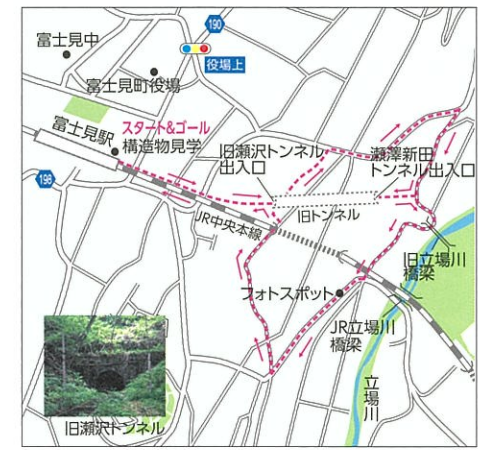 190
富士見中
役場上
富士見町役場
スタート&ゴール
富士見駅
構造物見学
旧瀬沢トンネル
出入口
瀬澤新田
トンネル出入口
198
旧トンネル
JR中央本線
旧立場川
橋梁
フォトスポット
JR立場川
橋梁
立場川
旧瀬沢トンネル